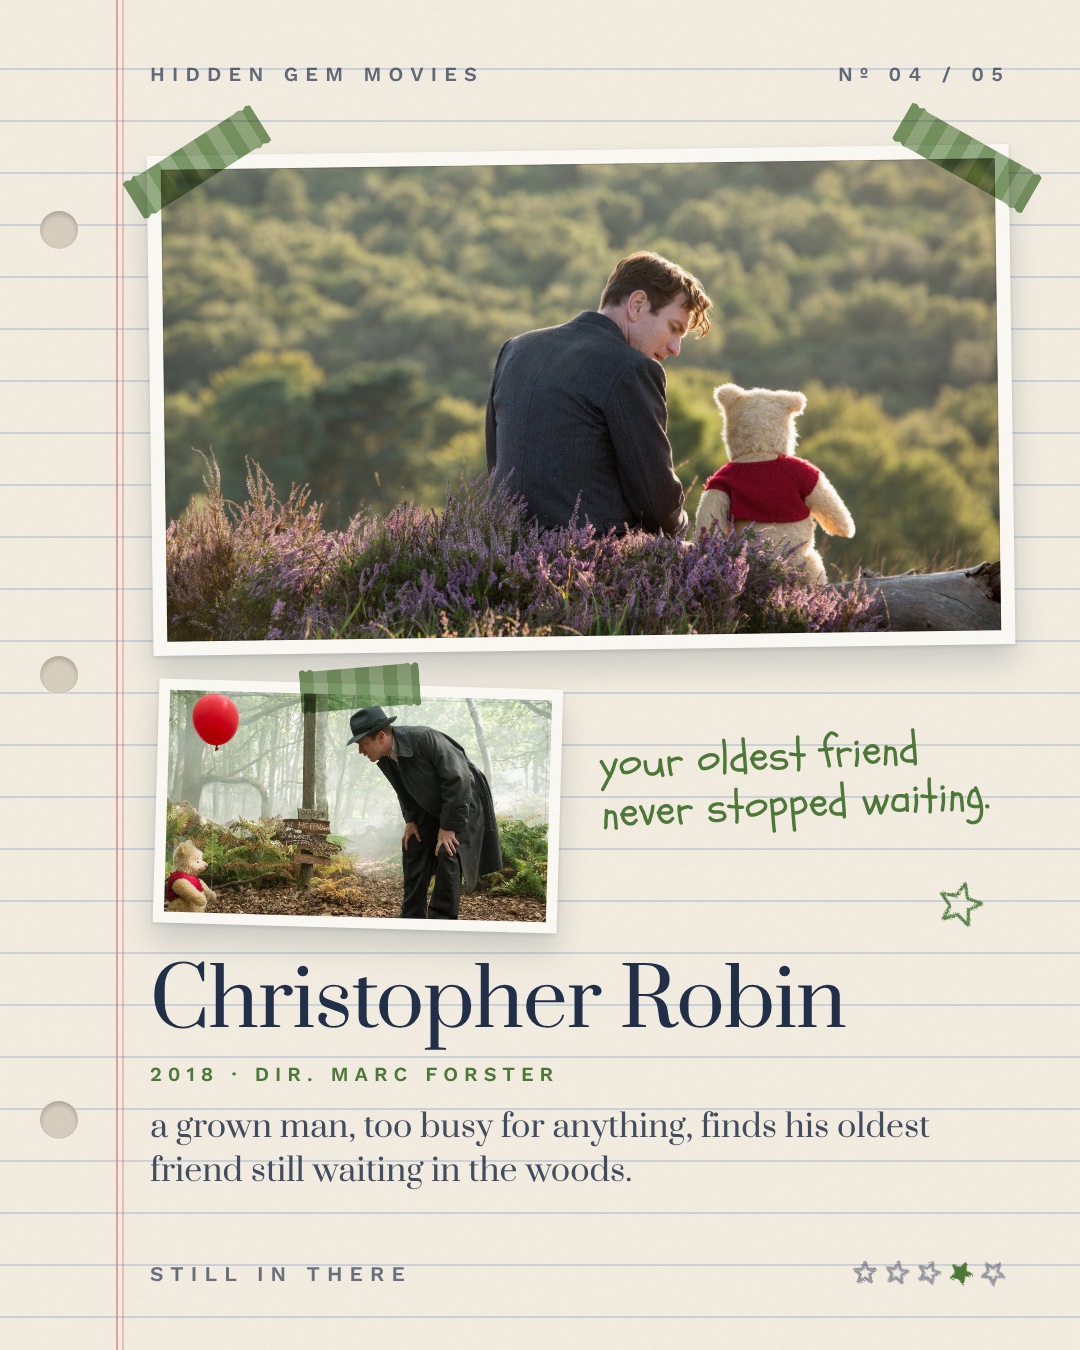 HIDDEN GEM MOVIES
Nº 04 / 05
your oldest friend
never stopped waiting.
Christopher Robin
2018 · DIR. MARC FORSTER
a grown man, too busy for anything, finds his oldest
friend still waiting in the woods.
STILL IN THERE